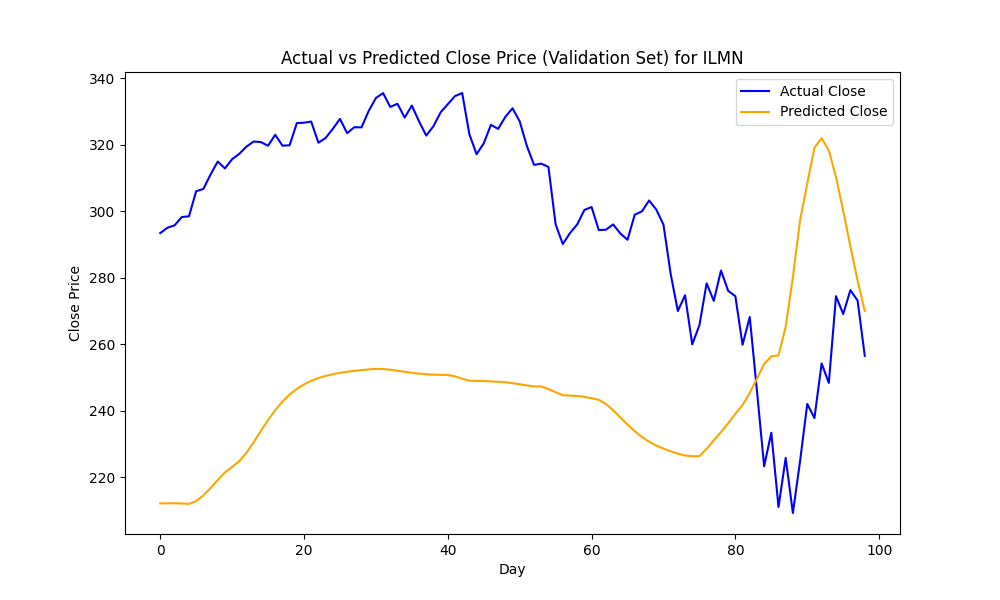 Actual vs Predicted Close Price (Validation Set) for ILMN
Actual Close
Predicted Close
Close Price
340
320
300
280
260
240
220
0 20 40 60 80 100
Day